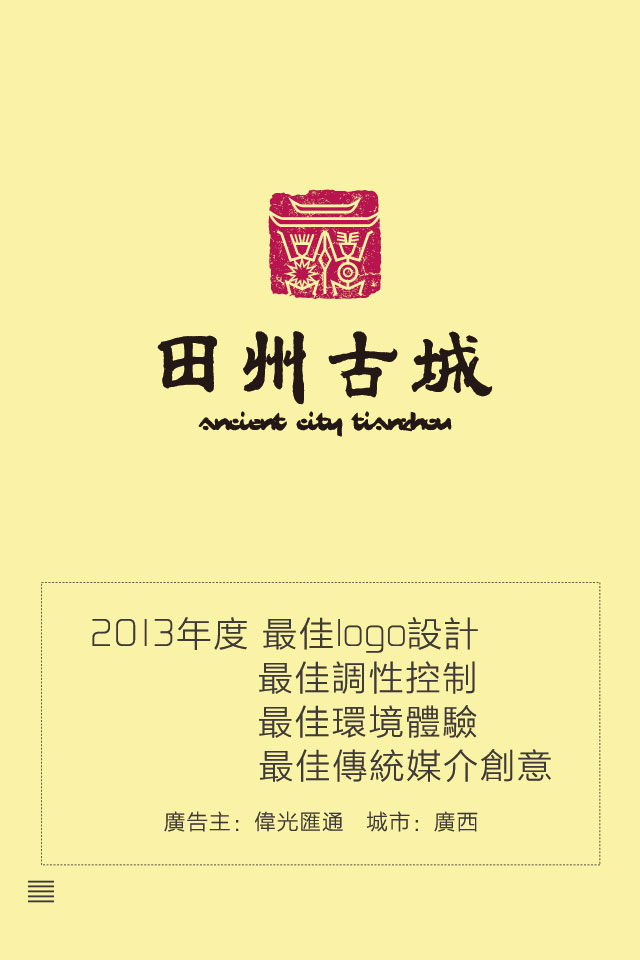 田州古城
ancient city tianzhou
2013年度 最佳logo設計
最佳調性控制
最佳環境體驗
最佳傳統媒介創意
廣告主：偉光匯通 城市：廣西